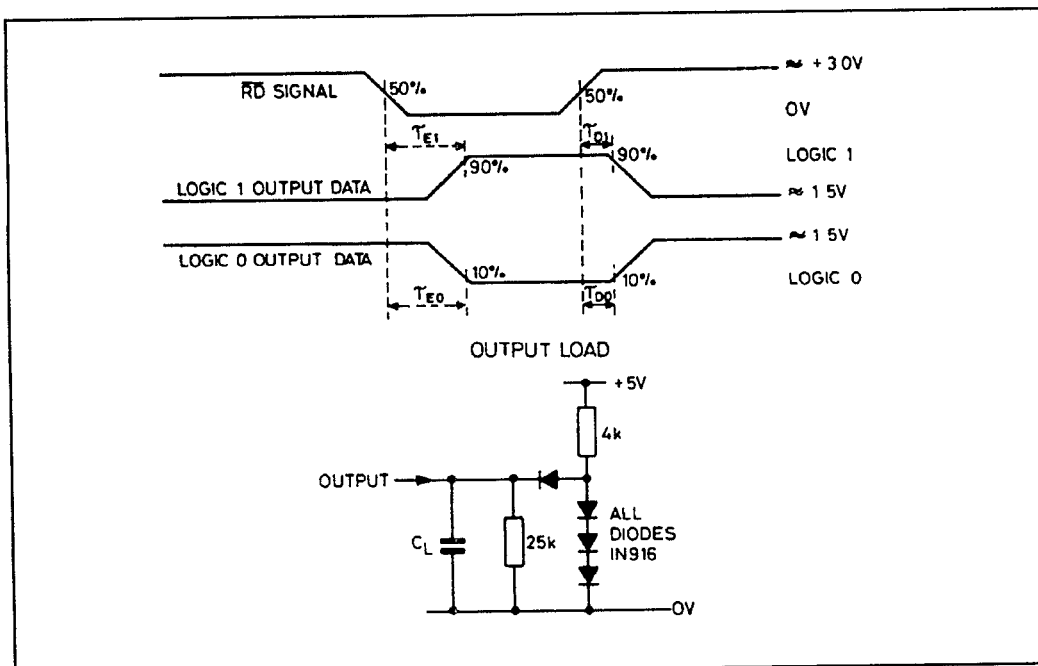 ≈ +3.0V
RD SIGNAL
50%
50%
0V
TE1
TD1
LOGIC 1
90%
90%
LOGIC 1 OUTPUT DATA
≈ 1.5V
≈ 1.5V
LOGIC 0 OUTPUT DATA
10%
10%
LOGIC 0
TE0
TD0
OUTPUT LOAD
+5V
4k
OUTPUT
ALL
DIODES
IN916
CL
25k
0V